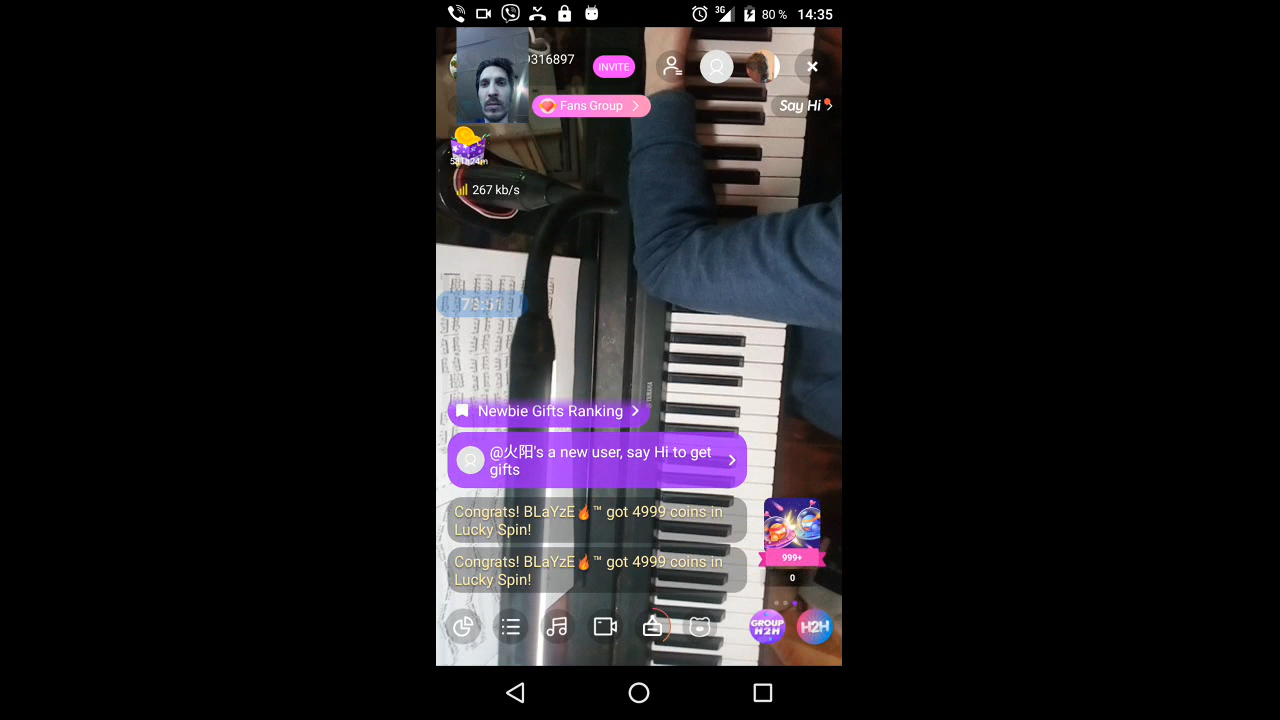 3G
80 %
14:35
316897
INVITE
Fans Group
Say Hi
267 kb/s
YAMAHA
Newbie Gifts Ranking
@火阳's a new user, say Hi to get
gifts
Congrats! BLaYzE🔥™ got 4999 coins in
Lucky Spin!
Congrats! BLaYzE🔥™ got 4999 coins in
Lucky Spin!
999+
0
GROUP
H2H
H2H